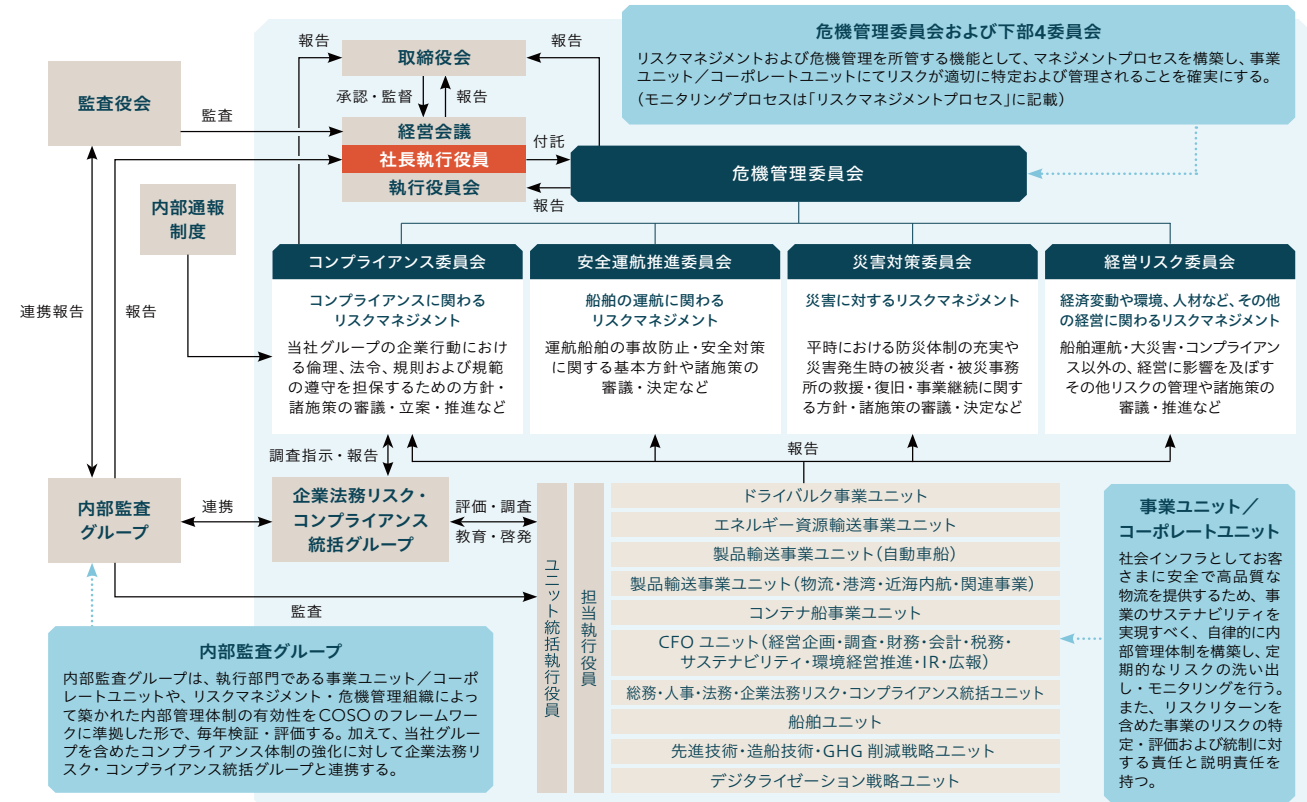 報告
取締役会
報告
承認・監督
報告
危機管理委員会および下部4委員会
リスクマネジメントおよび危機管理を所管する機能として、マネジメントプロセスを構築し、事業
ユニット／コーポレートユニットにてリスクが適切に特定および管理されることを確実にする。
（モニタリングプロセスは「リスクマネジメントプロセス」に記載）
監査役会
監査
経営会議
社長執行役員
執行役員会
付託
報告
危機管理委員会
内部通報
制度
連携報告
報告
コンプライアンス委員会
コンプライアンスに関わる
リスクマネジメント
当社グループの企業行動におけ
る倫理、法令、規則および規範
の遵守を担保するための方針・
諸施策の審議・立案・推進など
安全運航推進委員会
船舶の運航に関わる
リスクマネジメント
運航船舶の事故防止・安全対策
に関する基本方針や諸施策の
審議・決定など
災害対策委員会
災害に対するリスクマネジメント
平時における防災体制の充実や
災害発生時の被災者・被災事務
所の救援・復旧・事業継続に関す
る方針・諸施策の審議・決定など
経営リスク委員会
経済変動や環境、人材など、その他
の経営に関わるリスクマネジメント
船舶運航・大災害・コンプライアン
ス以外の、経営に影響を及ぼす
その他リスクの管理や諸施策の
審議・推進など
調査指示・報告
報告
内部監査
グループ
連携
企業法務リスク・
コンプライアンス
統括グループ
評価・調査
教育・啓発
監査
ユニット統括執行役員
担当執行役員
ドライバルク事業ユニット
エネルギー資源輸送事業ユニット
製品輸送事業ユニット（自動車船）
製品輸送事業ユニット（物流・港湾・近海内航・関連事業）
コンテナ船事業ユニット
CFO ユニット（経営企画・調査・財務・会計・税務・
サステナビリティ・環境経営推進・IR・広報）
総務・人事・法務・企業法務リスク・コンプライアンス統括ユニット
船舶ユニット
先進技術・造船技術・GHG 削減戦略ユニット
デジタライゼーション戦略ユニット
事業ユニット／
コーポレートユニット
社会インフラとしてお客
さまに安全で高品質な
物流を提供するため、事
業のサステナビリティを
実現すべく、自律的に内
部管理体制を構築し、定
期的なリスクの洗い出
し・モニタリングを行う。
また、リスクリターンを
含めた事業のリスクの特
定・評価および統制に対
する責任と説明責任を
持つ。
内部監査グループ
内部監査グループは、執行部門である事業ユニット／コーポ
レートユニットや、リスクマネジメント・危機管理組織によっ
て築かれた内部管理体制の有効性をCOSOのフレームワー
クに準拠した形で、毎年検証・評価する。加えて、当社グルー
プを含めたコンプライアンス体制の強化に対して企業法務リ
スク・コンプライアンス統括グループと連携する。